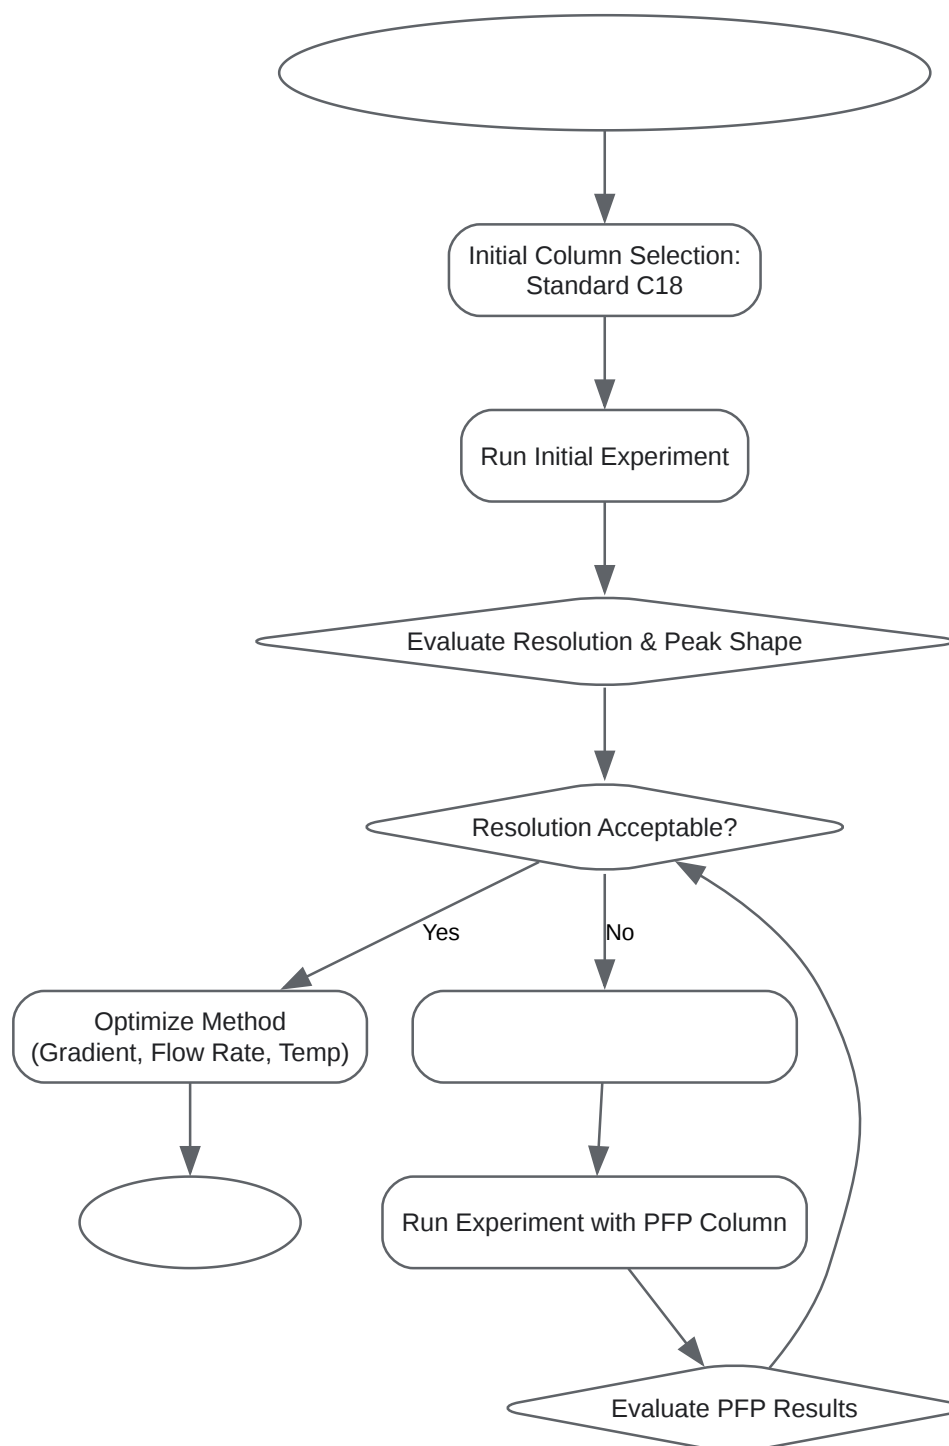 Initial Column Selection:
Standard C18
Run Initial Experiment
Evaluate Resolution & Peak Shape
Resolution Acceptable?
Yes
No
Optimize Method
(Gradient, Flow Rate, Temp)
Run Experiment with PFP Column
Evaluate PFP Results